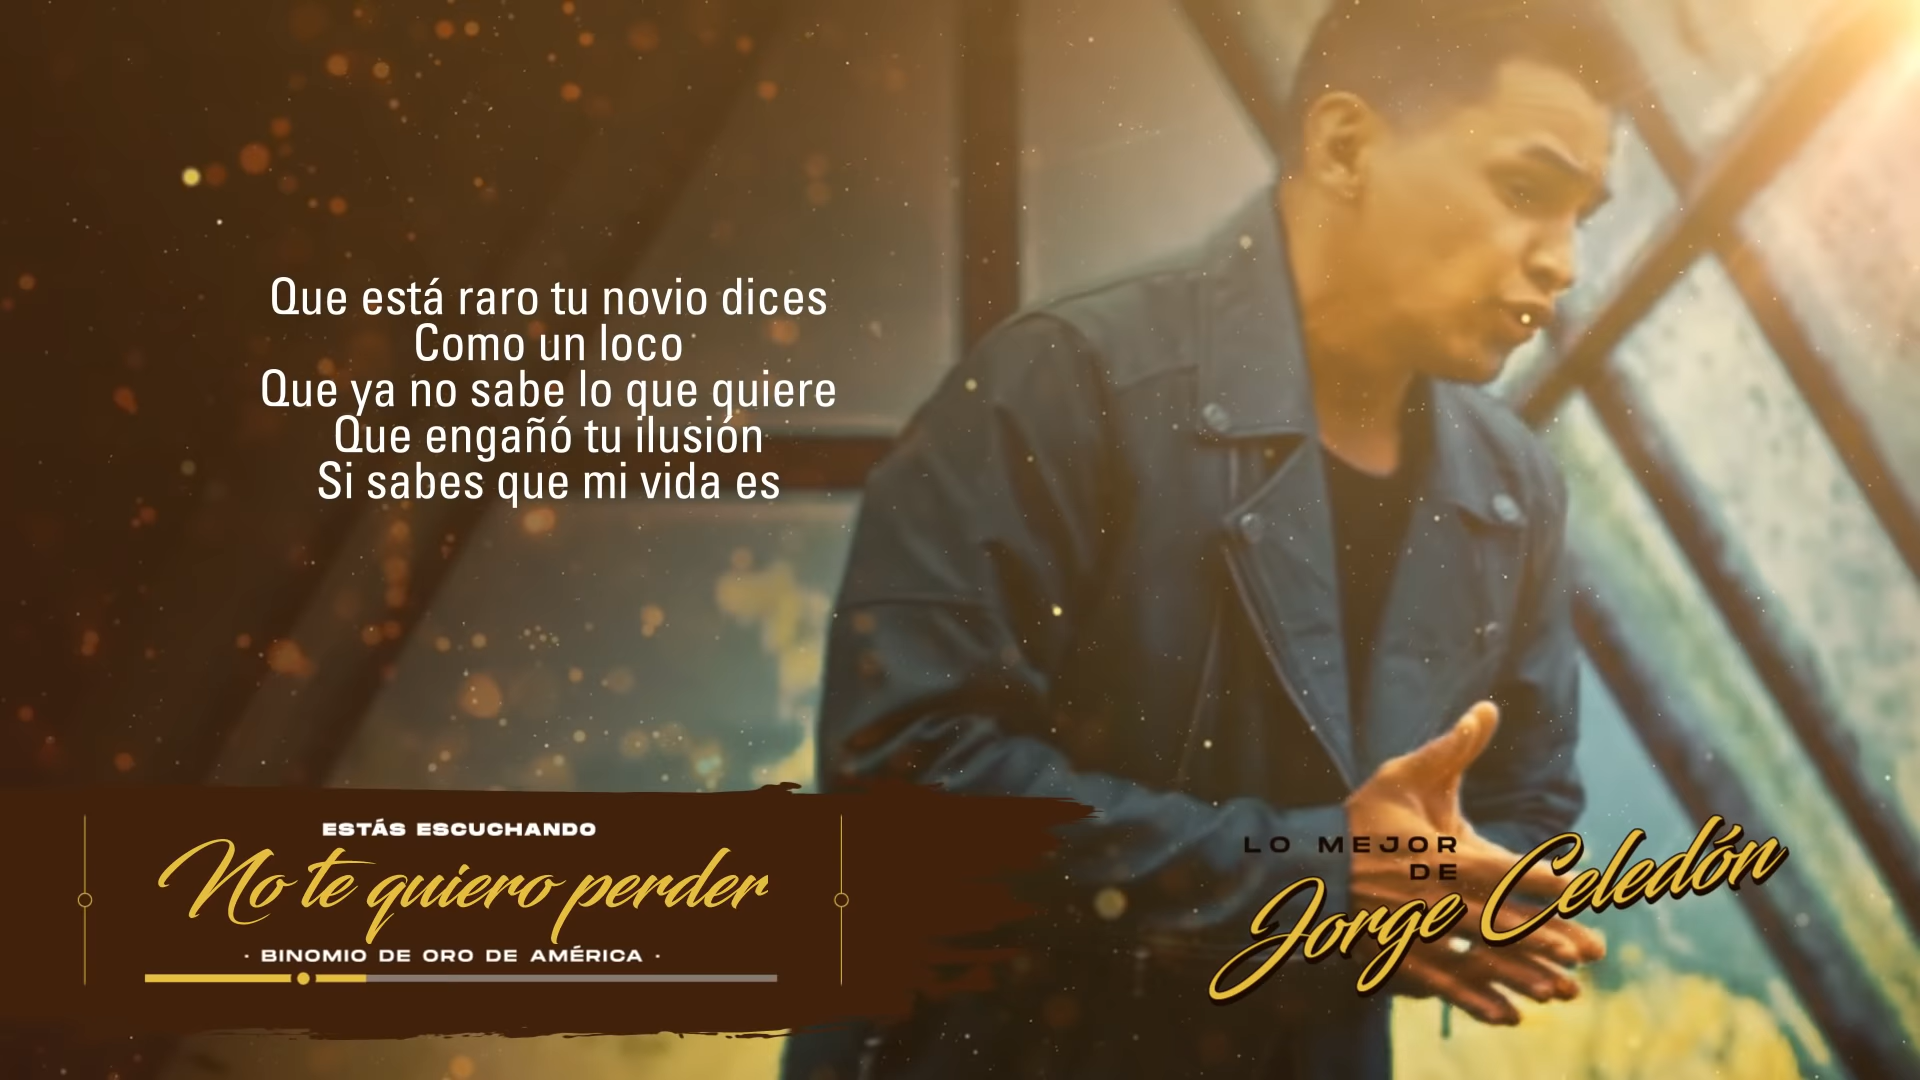 Que está raro tu novio dices
Como un loco
Que ya no sabe lo que quiere
Que engañó tu ilusión
Si sabes que mi vida es
ESTÁS ESCUCHANDO
No te quiero perder
· BINOMIO DE ORO DE AMÉRICA ·
LO MEJOR
DE
Jorge Celedón